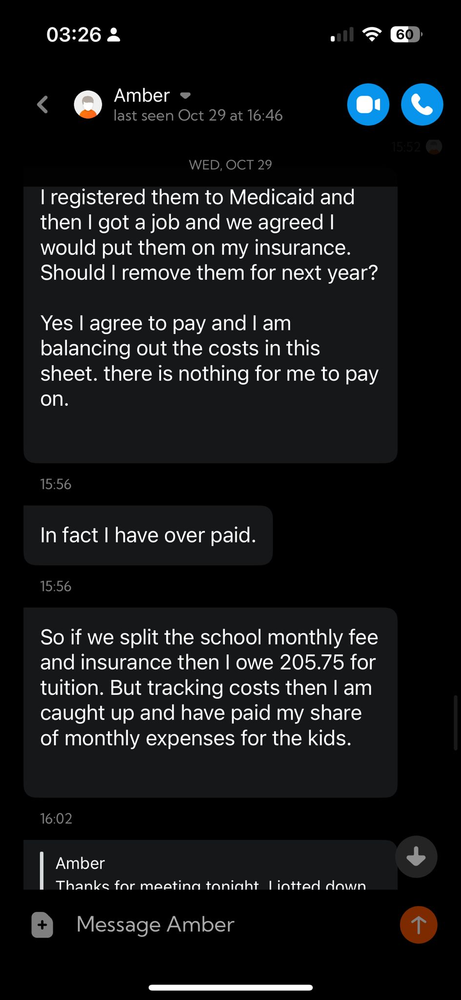 03:26
60
Amber
last seen Oct 29 at 16:46
15:52
WED, OCT 29
I registered them to Medicaid and
then I got a job and we agreed I
would put them on my insurance.
Should I remove them for next year?
Yes I agree to pay and I am
balancing out the costs in this
sheet. there is nothing for me to pay
on.
15:56
In fact I have over paid.
15:56
So if we split the school monthly fee
and insurance then I owe 205.75 for
tuition. But tracking costs then I am
caught up and have paid my share
of monthly expenses for the kids.
16:02
Amber
Thanks for meeting tonight. I jotted down
Message Amber